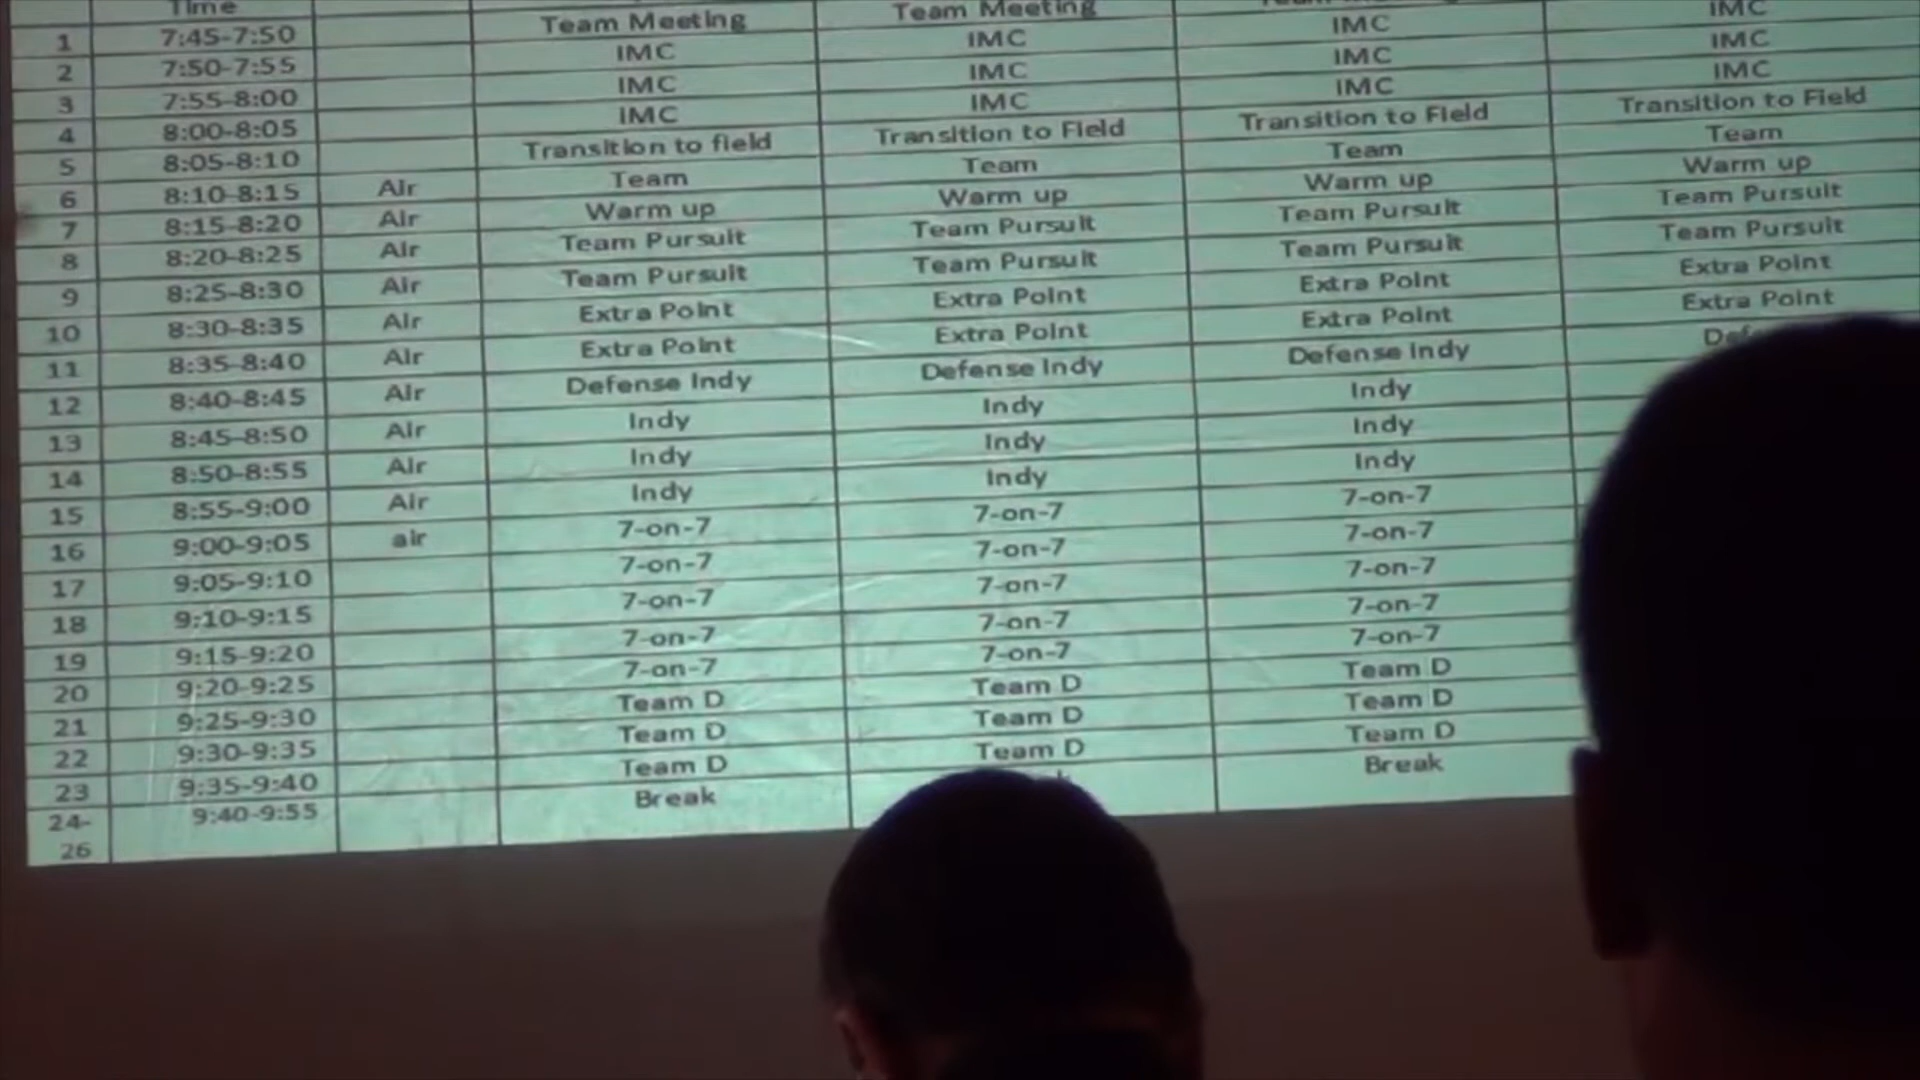 Time
1 7:45-7:50 Team Meeting Team Meeting
2 7:50-7:55 IMC IMC IMC IMC
3 7:55-8:00 IMC IMC IMC IMC
4 8:00-8:05 IMC IMC IMC IMC
5 8:05-8:10 Transition to field Transition to Field Transition to Field Transition to Field
6 8:10-8:15 Air Team Team Team Team
7 8:15-8:20 Air Warm up Warm up Warm up Warm up
8 8:20-8:25 Air Team Pursuit Team Pursuit Team Pursuit Team Pursuit
9 8:25-8:30 Air Team Pursuit Team Pursuit Team Pursuit Team Pursuit
10 8:30-8:35 Air Extra Point Extra Point Extra Point Extra Point
11 8:35-8:40 Air Extra Point Extra Point Extra Point Extra Point
12 8:40-8:45 Air Defense Indy Defense Indy Defense Indy
13 8:45-8:50 Air Indy Indy Indy
14 8:50-8:55 Air Indy Indy Indy
15 8:55-9:00 Air Indy Indy Indy
16 9:00-9:05 air 7-on-7 7-on-7 7-on-7
17 9:05-9:10 7-on-7 7-on-7 7-on-7
18 9:10-9:15 7-on-7 7-on-7 7-on-7
19 9:15-9:20 7-on-7 7-on-7 7-on-7
20 9:20-9:25 7-on-7 7-on-7 7-on-7
21 9:25-9:30 Team D Team D Team D
22 9:30-9:35 Team D Team D Team D
23 9:35-9:40 Team D Team D Team D
24- 9:40-9:55 Break Break
26